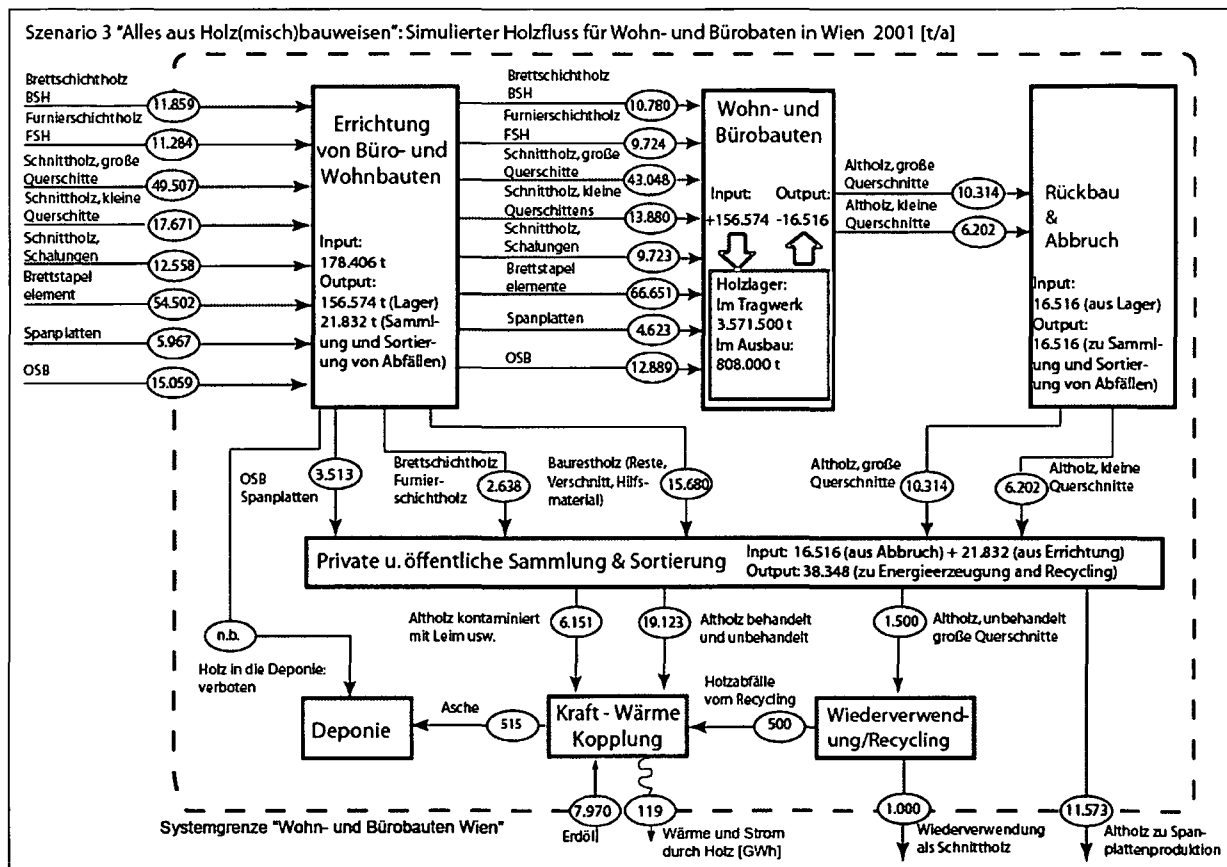 Szenario 3 "Alles aus Holz(misch)bauweisen": Simulierter Holzfluss für Wohn- und Bürobaten in Wien 2001 [t/a]
Brettschichtholz
BSH
11.859
Furnierschichtholz
FSH
11.284
Schnittholz, große
Querschitte
49.507
Schnittholz, kleine
Querschitte
17.671
Schnittholz,
Schalungen
12.558
Brettstapel
element
54.502
Spanplatten
5.967
OSB
15.059
Errichtung
von Büro- und
Wohnbauten
Input:
178.406 t
Output:
156.574 t (Lager)
21.832 t (Samml-
ung und Sortier-
ung von Abfällen)
Brettschichtholz
BSH
10.780
Furnierschichtholz
FSH
9.724
Schnittholz, große
Querschitte
43.048
Schnittholz, kleine
Querschittens
13.880
Schnittholz,
Schalungen
9.723
Brettstapel
elemente
66.651
Spanplatten
4.623
OSB
12.889
Wohn- und
Bürobauten
Input: Output:
+156.574 -16.516
Holzlager:
Im Tragwerk
3.571.500 t
Im Ausbau:
808.000 t
Altholz, große
Querschnitte
10.314
Altholz, kleine
Querschnitte
6.202
Rückbau
&
Abbruch
Input:
16.516 (aus Lager)
Output:
16.516 (zu Samml-
ung und Sortier-
ung von Abfällen)
OSB
Spanplatten
3.513
Brettschichtholz
Furnier-
schichtholz
2.638
Baurestholz (Reste,
Verschnitt, Hilfs-
material)
15.680
Altholz, große
Querschnitte
10.314
6.202
Altholz, kleine
Querschnitte
Private u. öffentliche Sammlung & Sortierung
Input: 16.516 (aus Abbruch) + 21.832 (aus Errichtung)
Output: 38.348 (zu Energieerzeugung and Recycling)
n.b.
Holz in die Deponie:
verboten
Altholz kontaminiert
mit Leim usw.
6.151
19.123
Altholz behandelt
und unbehandelt
1.500
Altholz, unbehandelt
große Querschnitte
Deponie
Asche
515
Kraft - Wärme
Kopplung
Holzabfälle
vom Recycling
500
Wiederverwend-
ung/Recycling
7.970
119
1.000
11.573
Systemgrenze "Wohn- und Bürobauten Wien"
Erdöl
Wärme und Strom
durch Holz [GWh]
Wiederverwendung
als Schnittholz
Altholz zu Span-
plattenproduktion